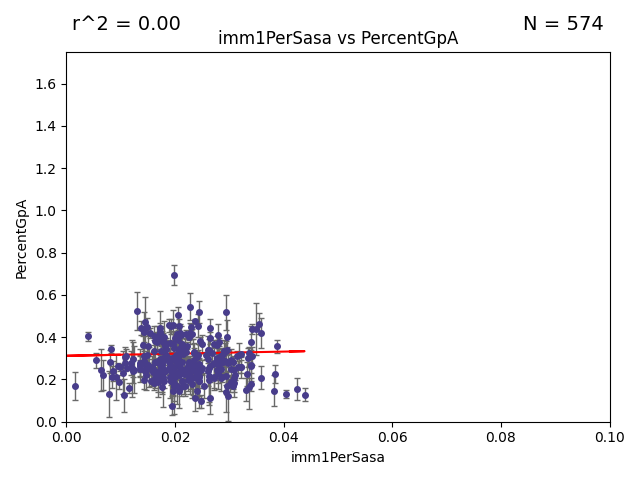 r^2 = 0.00
N = 574
imm1PerSasa vs PercentGpA
PercentGpA
1.6
1.4
1.2
1.0
0.8
0.6
0.4
0.2
0.0
0.00 0.02 0.04 0.06 0.08 0.10
imm1PerSasa